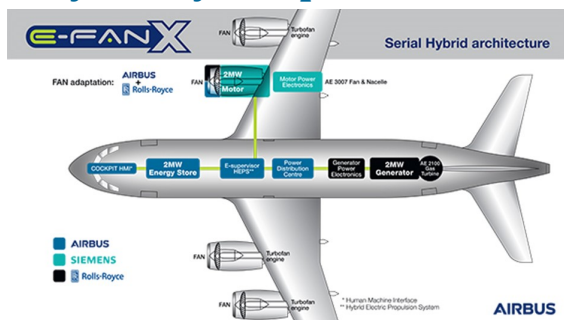 E-FAN X
Serial Hybrid architecture
FAN
Turbofan
engine
FAN adaptation:
AIRBUS
+
Rolls-Royce
FAN
2MW
Motor
Motor Power
Electronics
AE 3007 Fan & Nacelle
COCKPIT HMI*
2MW
Energy Store
E-supervisor
HEPS**
Power
Distribution
Centre
Generator
Power
Electronics
2MW
Generator
AE 2100
Gas
Turbine
AIRBUS
SIEMENS
Rolls-Royce
FAN
Turbofan
engine
FAN
Turbofan
engine
* Human Machine Interface
** Hybrid Electric Propulsion System
AIRBUS